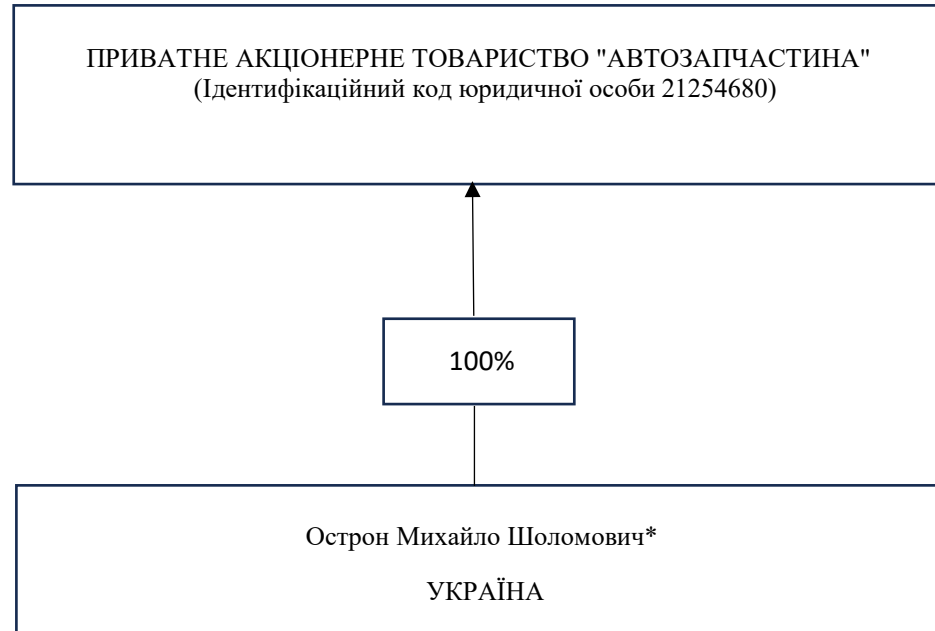 ПРИВАТНЕ АКЦІОНЕРНЕ ТОВАРИСТВО "АВТОЗАПЧАСТИНА"
(Ідентифікаційний код юридичної особи 21254680)
100%
Острон Михайло Шоломович*
УКРАЇНА